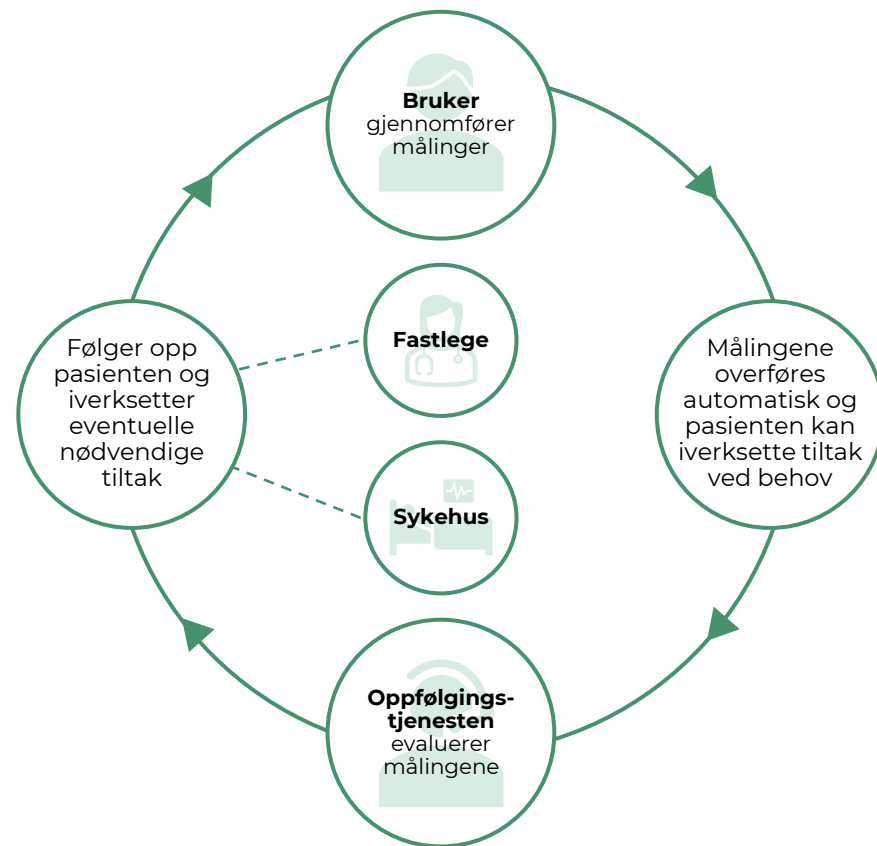 Bruker
gjennomfører
målinger
Målingene
overføres
automatisk og
pasienten kan
iverksette tiltak
ved behov
Oppfølgings-
tjenesten
evaluerer
målingene
Følger opp
pasienten og
iverksetter
eventuelle
nødvendige
tiltak
Fastlege
Sykehus